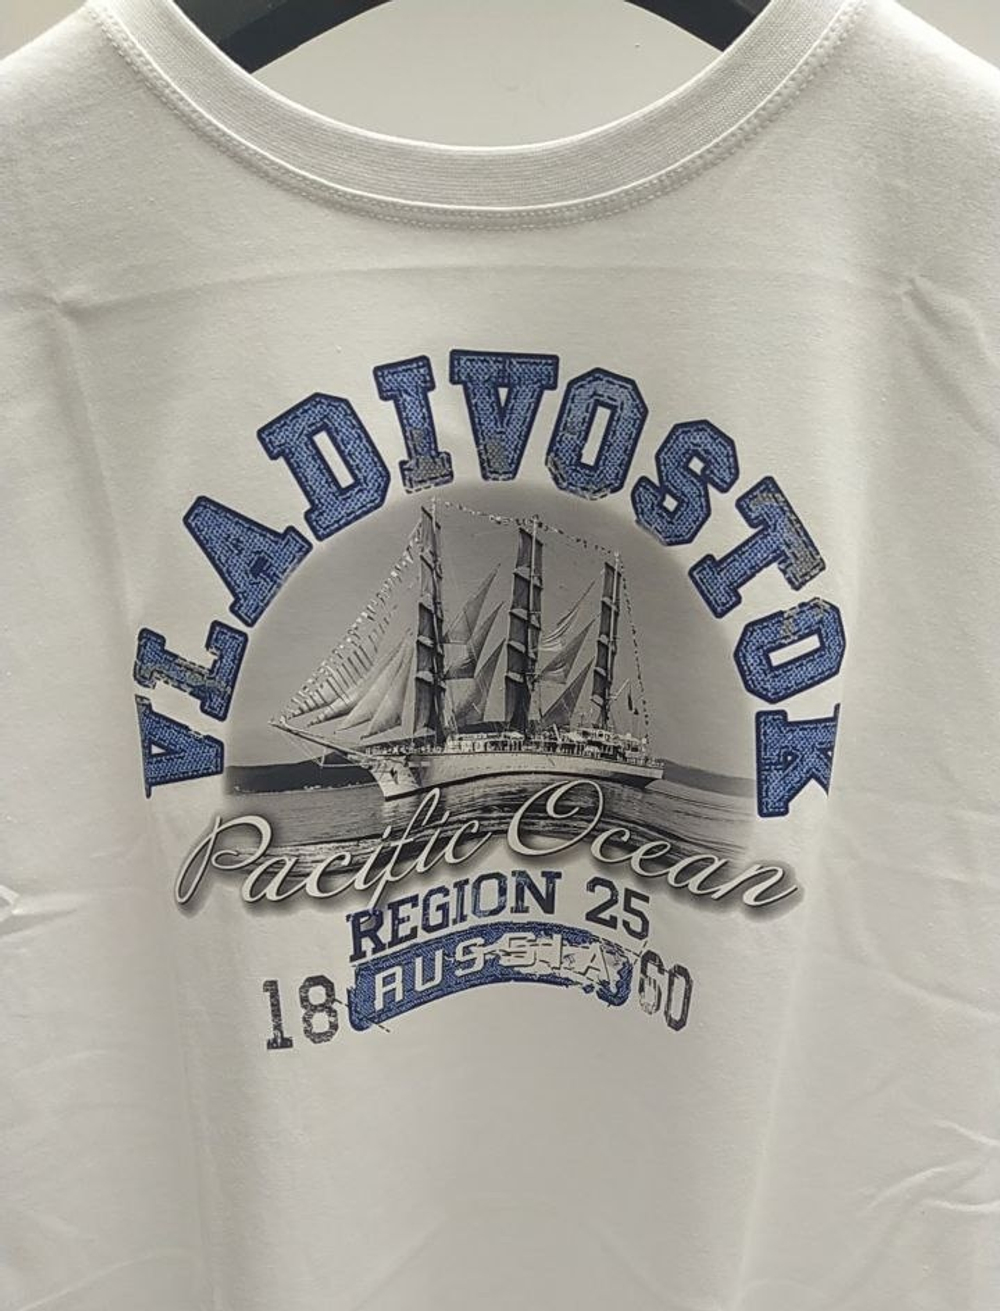 VLADIVOSTOK
Pacific Ocean
REGION 25
RUSSIA
18 60